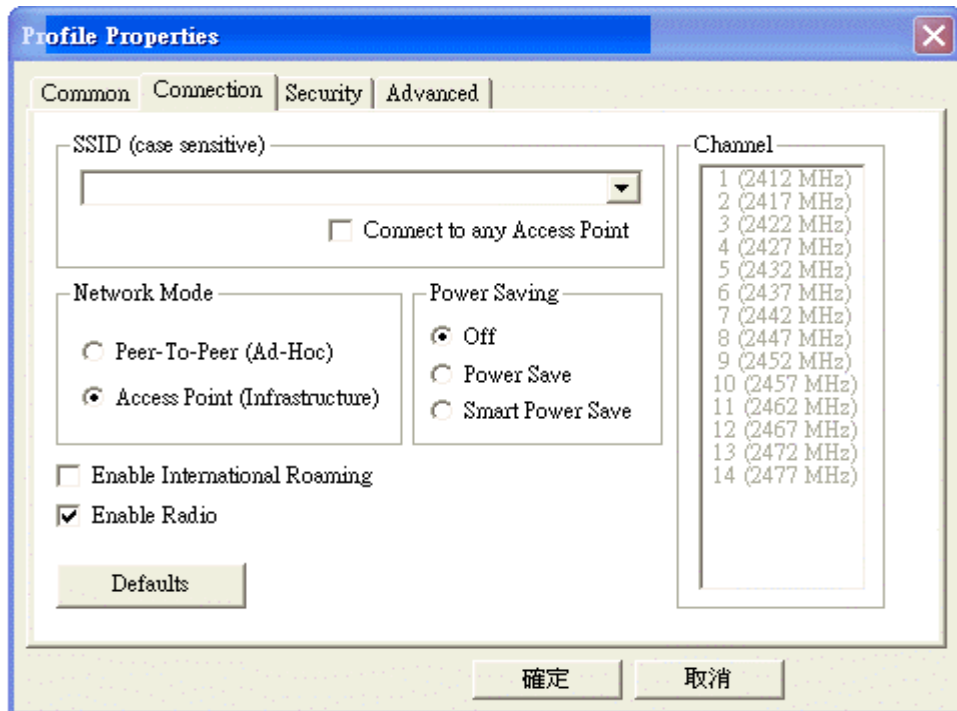 Profile Properties
Common
Connection
Security
Advanced
SSID (case sensitive)
Connect to any Access Point
Network Mode
Peer-To-Peer (Ad-Hoc)
Access Point (Infrastructure)
Power Saving
Off
Power Save
Smart Power Save
Enable International Roaming
Enable Radio
Defaults
Channel
1 (2412 MHz)
2 (2417 MHz)
3 (2422 MHz)
4 (2427 MHz)
5 (2432 MHz)
6 (2437 MHz)
7 (2442 MHz)
8 (2447 MHz)
9 (2452 MHz)
10 (2457 MHz)
11 (2462 MHz)
12 (2467 MHz)
13 (2472 MHz)
14 (2477 MHz)
確定
取消